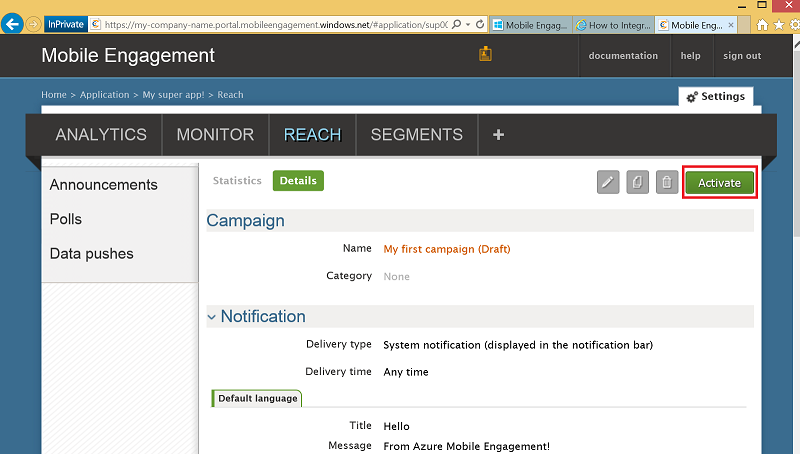 InPrivate https://my-company-name.portal.mobileengagement.windows.net/#application/sup0 Mobile Engag... How to Integr... Mobile En...
Mobile Engagement
documentation help sign out
Home > Application > My super app! > Reach
Settings
ANALYTICS MONITOR REACH SEGMENTS +
Announcements
Polls
Data pushes
Statistics Details Activate
Campaign
Name My first campaign (Draft)
Category None
Notification
Delivery type System notification (displayed in the notification bar)
Delivery time Any time
Default language
Title Hello
Message From Azure Mobile Engagement!